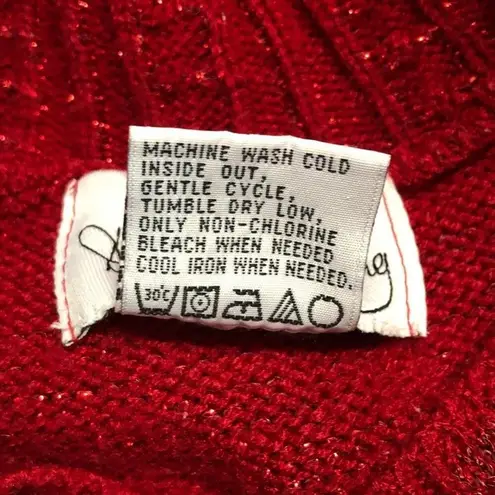 MACHINE WASH COLD
INSIDE OUT,
GENTLE CYCLE,
TUMBLE DRY LOW,
ONLY NON-CHLORINE
BLEACH WHEN NEEDED
COOL IRON WHEN NEEDED.
30°C